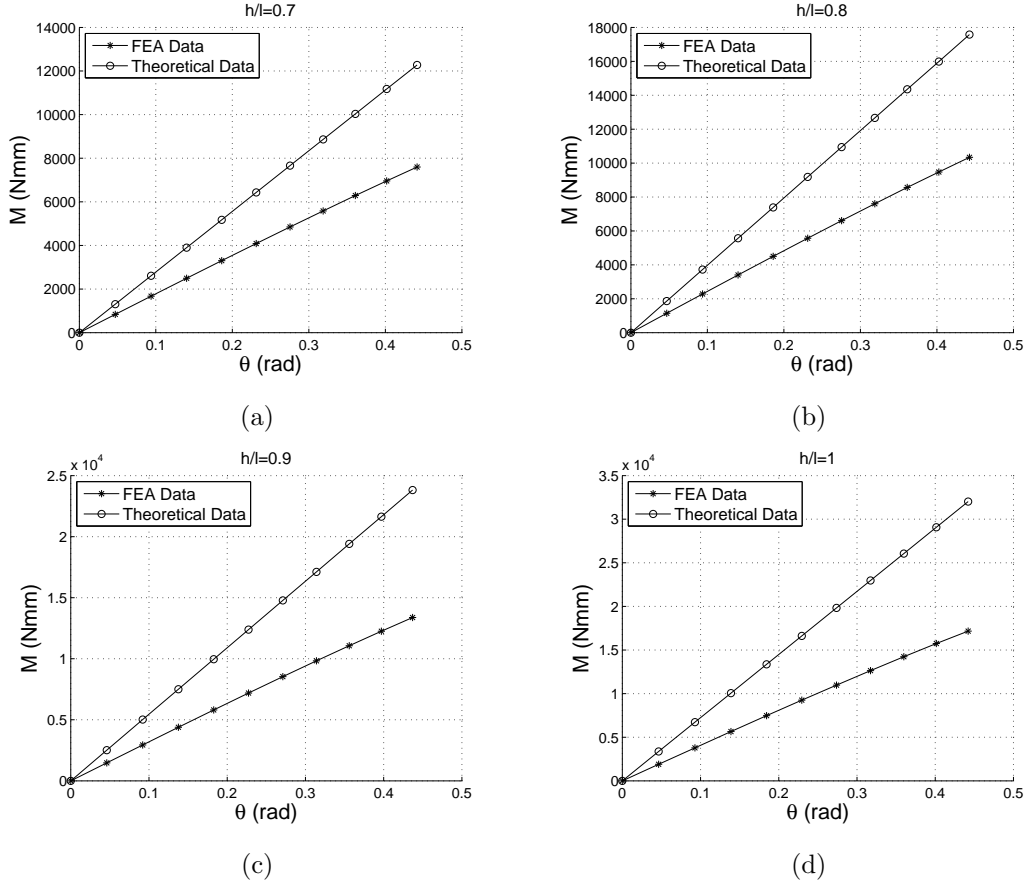 h/l=0.7
14000
12000
10000
8000
6000
4000
2000
0
M (Nmm)
FEA Data
Theoretical Data
0 0.1 0.2 0.3 0.4 0.5
θ (rad)
(a)
h/l=0.8
18000
16000
14000
12000
10000
8000
6000
4000
2000
0
M (Nmm)
FEA Data
Theoretical Data
0 0.1 0.2 0.3 0.4 0.5
θ (rad)
(b)
h/l=0.9
x 10^4
2.5
2
1.5
1
0.5
0
M (Nmm)
FEA Data
Theoretical Data
0 0.1 0.2 0.3 0.4 0.5
θ (rad)
(c)
h/l=1
x 10^4
3.5
3
2.5
2
1.5
1
0.5
0
M (Nmm)
FEA Data
Theoretical Data
0 0.1 0.2 0.3 0.4 0.5
θ (rad)
(d)